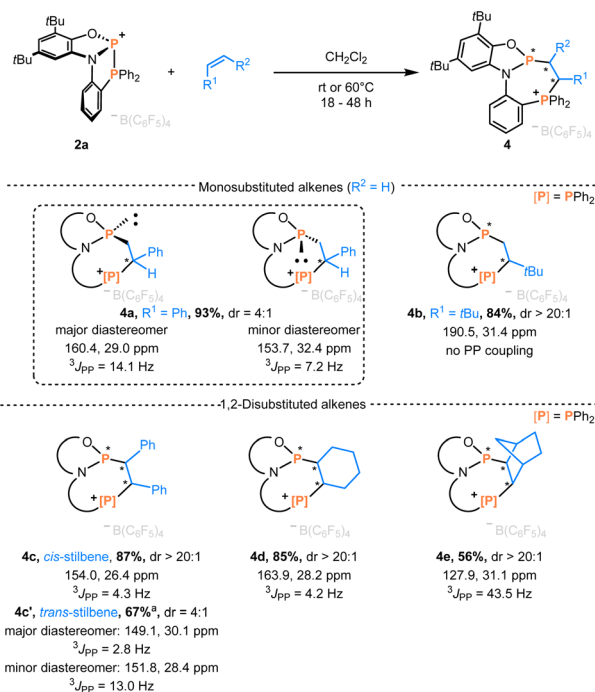 tBu
O
P
+
tBu
N
PPh2
−B(C6F5)4
2a
+
R2
R1
CH2Cl2
rt or 60°C
18 - 48 h
tBu
O
P
*
R2
tBu
N
*
R1
*
+
PPh2
−B(C6F5)4
4
Monosubstituted alkenes (R2 = H)
[P] = PPh2
O
P
N
Ph
*
H
+
[P]
−B(C6F5)4
O
P
N
Ph
*
H
+
[P]
−B(C6F5)4
O
*
P
N
*
tBu
+
[P]
−B(C6F5)4
4a, R1 = Ph, 93%, dr = 4:1
major diastereomer
160.4, 29.0 ppm
3JPP = 14.1 Hz
minor diastereomer
153.7, 32.4 ppm
3JPP = 7.2 Hz
4b, R1 = tBu, 84%, dr > 20:1
190.5, 31.4 ppm
no PP coupling
1,2-Disubstituted alkenes
[P] = PPh2
O
*
P
Ph
N
*
*
Ph
+
[P]
−B(C6F5)4
O
*
P
N
*
*
+
[P]
−B(C6F5)4
O
*
P
N
*
*
+
[P]
−B(C6F5)4
4c, cis-stilbene, 87%, dr > 20:1
154.0, 26.4 ppm
3JPP = 4.3 Hz
4c', trans-stilbene, 67%a, dr = 4:1
major diastereomer: 149.1, 30.1 ppm
3JPP = 2.8 Hz
minor diastereomer: 151.8, 28.4 ppm
3JPP = 13.0 Hz
4d, 85%, dr > 20:1
163.9, 28.2 ppm
3JPP = 4.2 Hz
4e, 56%, dr > 20:1
127.9, 31.1 ppm
3JPP = 43.5 Hz